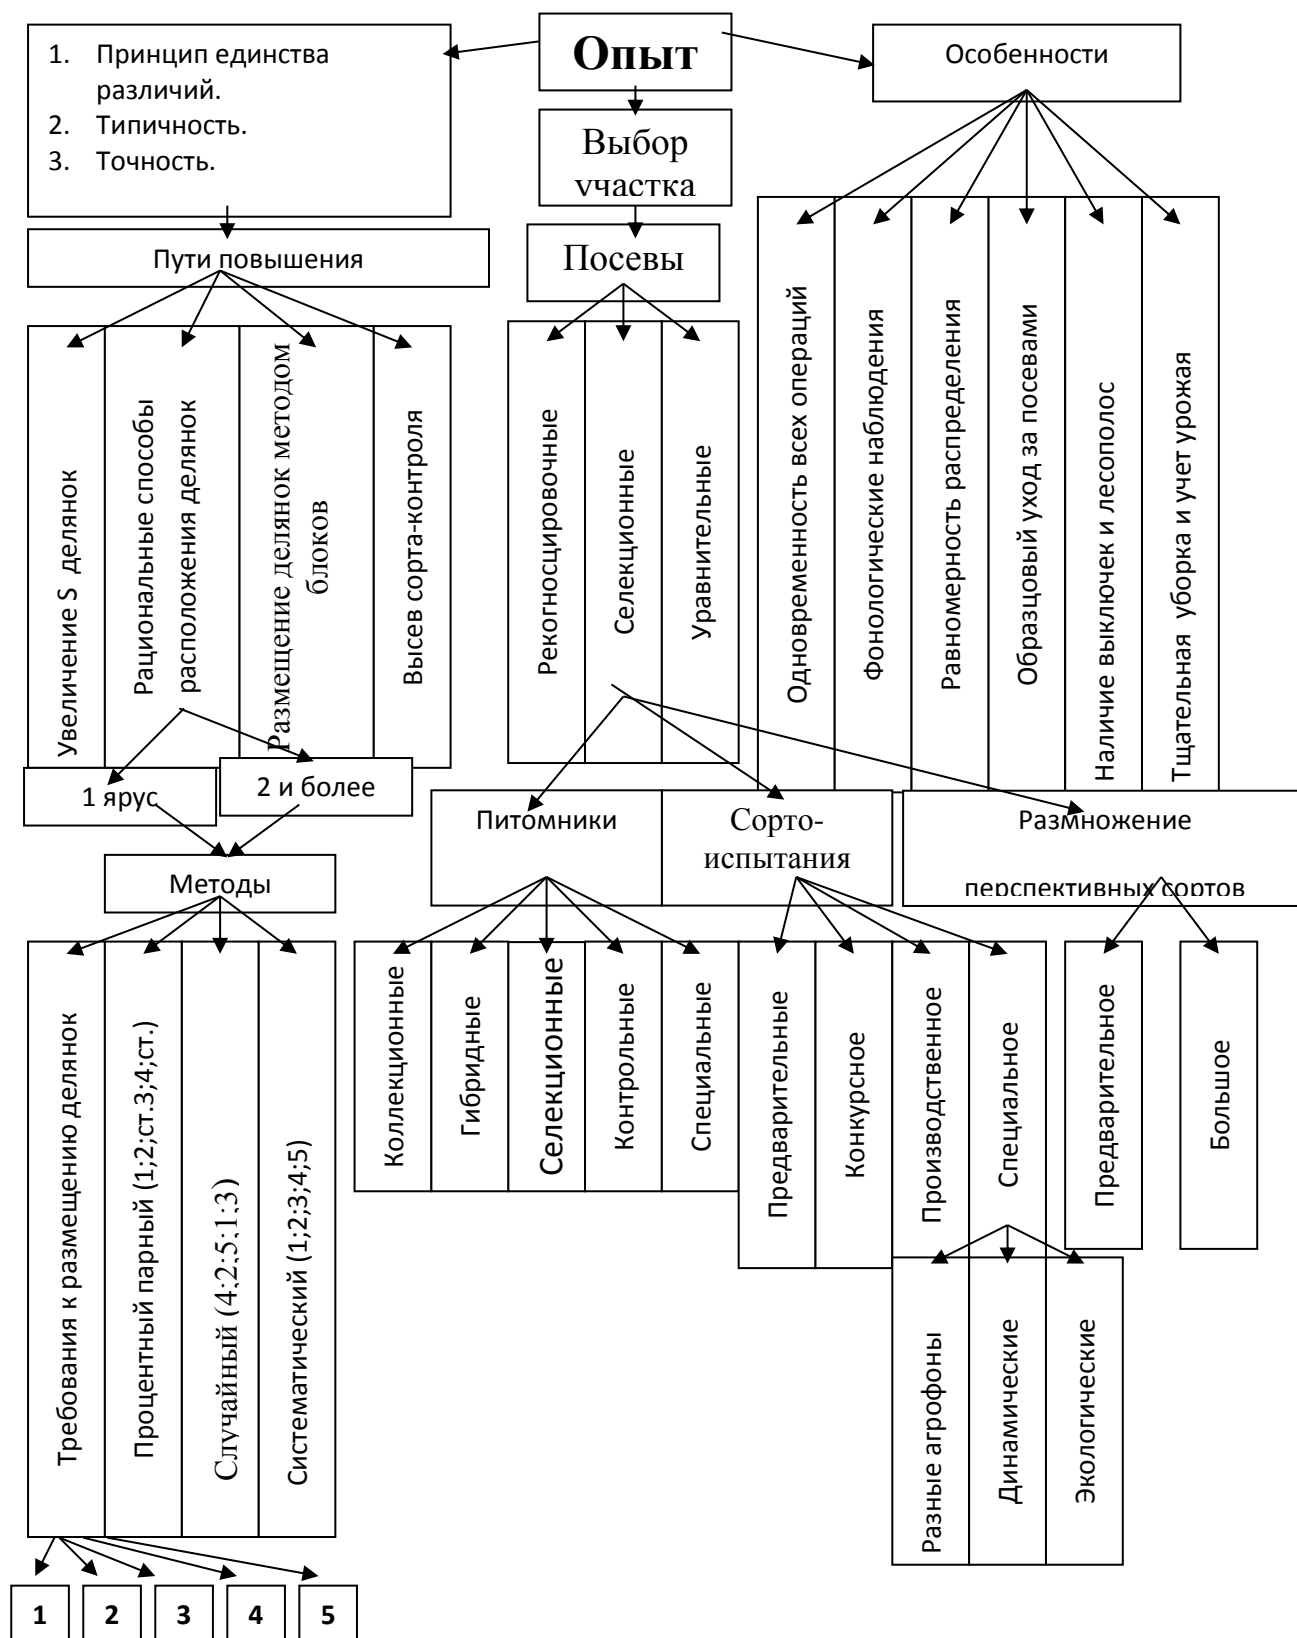 Опыт
1. Принцип единства
различий.
2. Типичность.
3. Точность.
Особенности
Выбор
участка
Пути повышения
Посевы
Увеличение S делянок
Рациональные способы
расположения делянок
Размещение делянок методом
блоков
Высев сорта-контроля
Рекогносцировочные
Селекционные
Уравнительные
Одновременность всех операций
Фонологические наблюдения
Равномерность распределения
Образцовый уход за посевами
Наличие выключек и лесополос
Тщательная уборка и учет урожая
1 ярус
2 и более
Методы
Питомники
Сорто-
испытания
Размножение
перспективных сортов
Требования к размещению делянок
Процентный парный (1;2;ст.3;4;ст.)
Случайный (4;2;5;1;3)
Систематический (1;2;3;4;5)
Коллекционные
Гибридные
Селекционные
Контрольные
Специальные
Предварительные
Конкурсное
Производственное
Специальное
Предварительное
Большое
Разные агрофоны
Динамические
Экологические
1
2
3
4
5